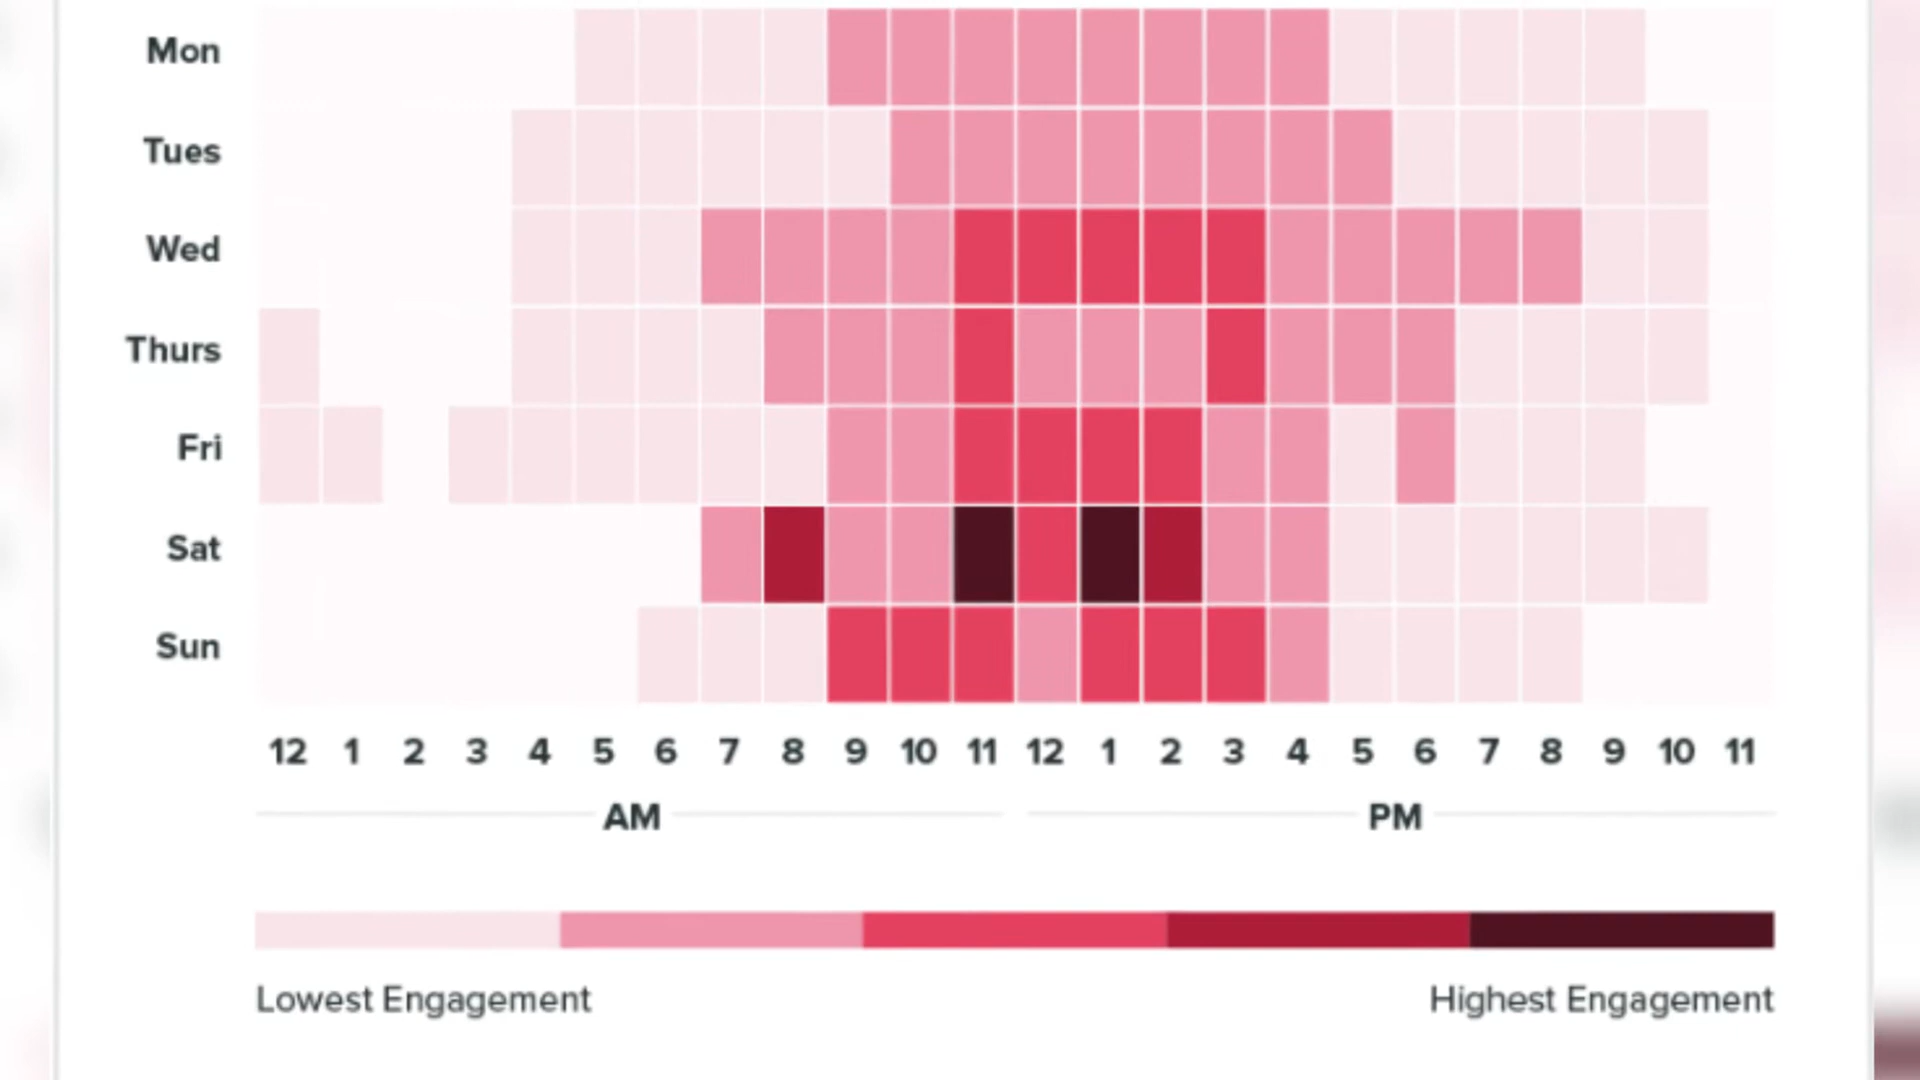 Mon
Tues
Wed
Thurs
Fri
Sat
Sun
12 1 2 3 4 5 6 7 8 9 10 11 12 1 2 3 4 5 6 7 8 9 10 11
AM PM
Lowest Engagement Highest Engagement